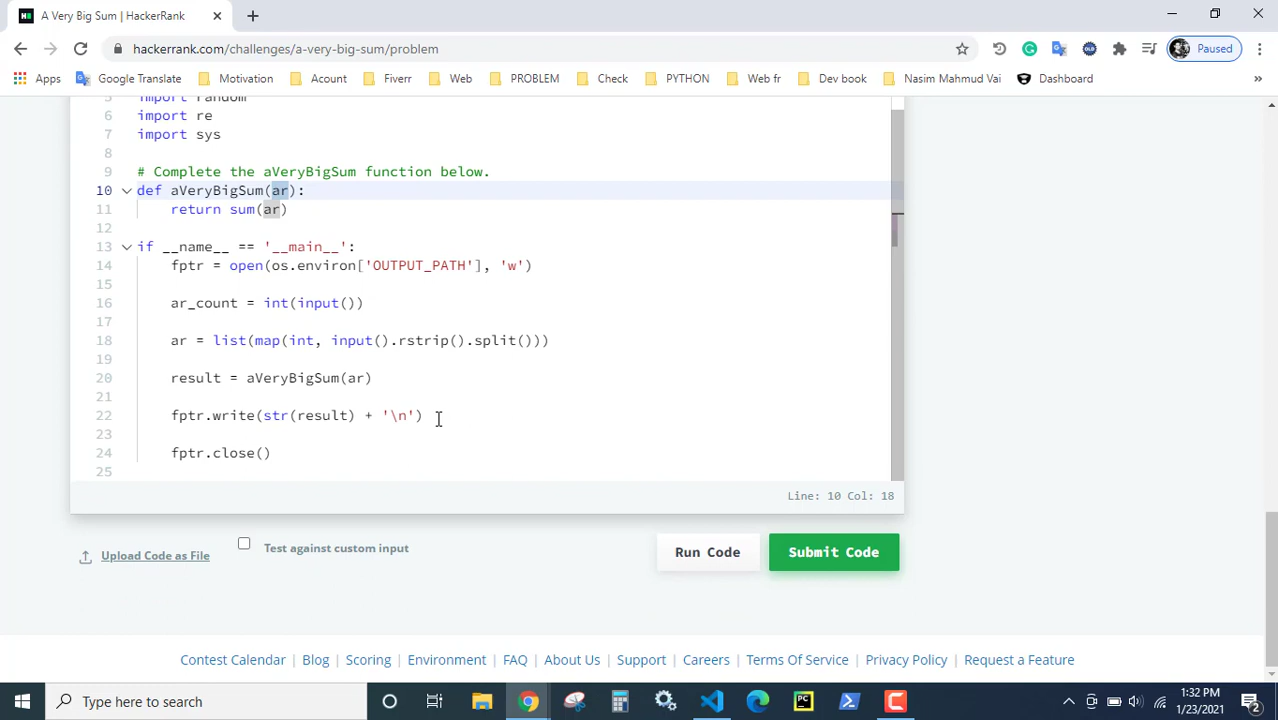 A Very Big Sum | HackerRank
hackerrank.com/challenges/a-very-big-sum/problem
Paused
Apps
Google Translate
Motivation
Acount
Fiverr
Web
PROBLEM
Check
PYTHON
Web fr
Dev book
Nasim Mahmud Vai
Dashboard
»
5 import random
6 import re
7 import sys
8
9 # Complete the aVeryBigSum function below.
10 def aVeryBigSum(ar):
11 return sum(ar)
12
13 if __name__ == '__main__':
14 fptr = open(os.environ['OUTPUT_PATH'], 'w')
15
16 ar_count = int(input())
17
18 ar = list(map(int, input().rstrip().split()))
19
20 result = aVeryBigSum(ar)
21
22 fptr.write(str(result) + '\n')
23
24 fptr.close()
25
Line: 10 Col: 18
Upload Code as File
Test against custom input
Run Code
Submit Code
Contest Calendar | Blog | Scoring | Environment | FAQ | About Us | Support | Careers | Terms Of Service | Privacy Policy | Request a Feature
Type here to search
1:32 PM
1/23/2021
2